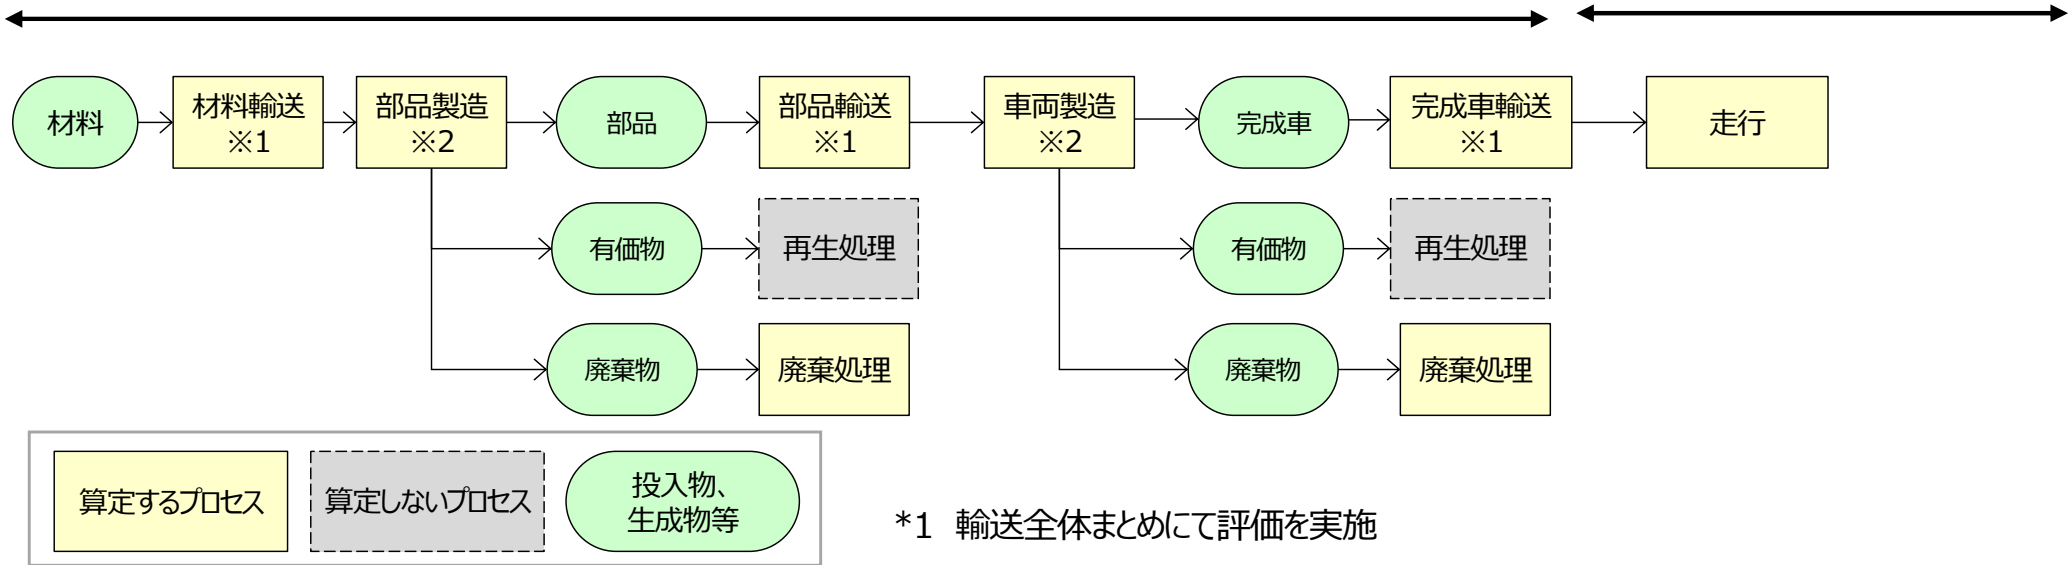 材料
材料輸送
※1
部品製造
※2
部品
部品輸送
※1
車両製造
※2
完成車
完成車輸送
※1
走行
有価物
再生処理
有価物
再生処理
廃棄物
廃棄処理
廃棄物
廃棄処理
算定するプロセス
算定しないプロセス
投入物、
生成物等
*1 輸送全体まとめにて評価を実施